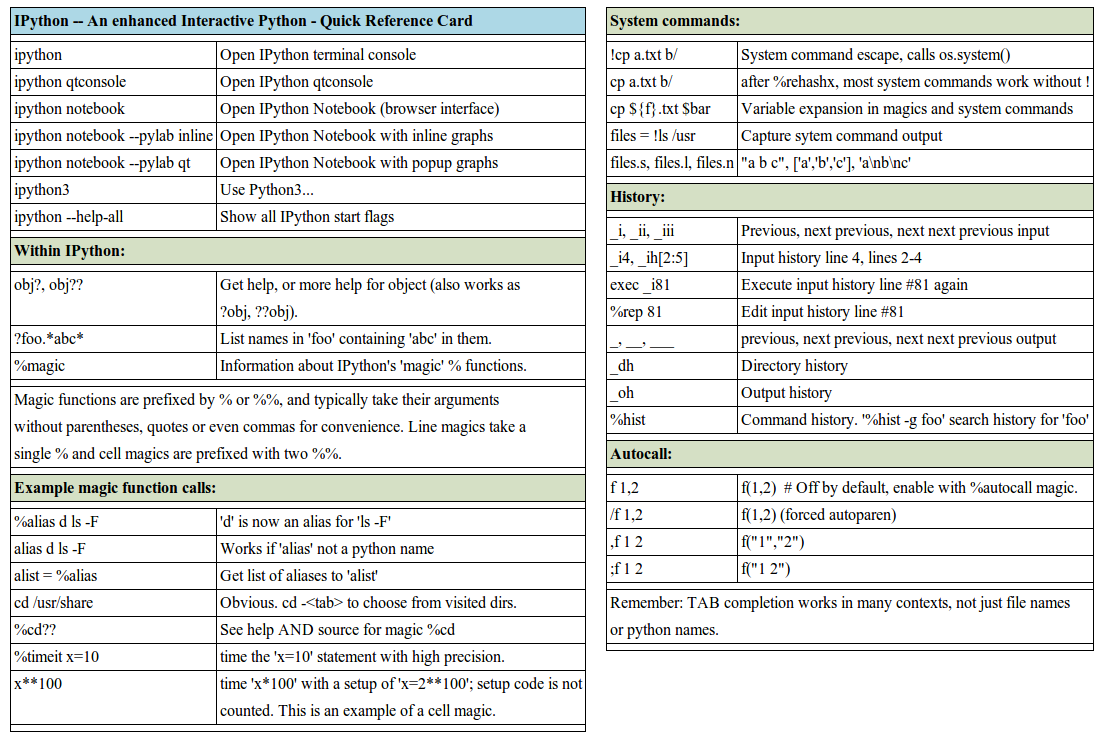 IPython -- An enhanced Interactive Python - Quick Reference Card
ipython Open IPython terminal console
ipython qtconsole Open IPython qtconsole
ipython notebook Open IPython Notebook (browser interface)
ipython notebook --pylab inline Open IPython Notebook with inline graphs
ipython notebook --pylab qt Open IPython Notebook with popup graphs
ipython3 Use Python3...
ipython --help-all Show all IPython start flags
Within IPython:
obj?, obj?? Get help, or more help for object (also works as
?obj, ??obj).
?foo.*abc* List names in 'foo' containing 'abc' in them.
%magic Information about IPython's 'magic' % functions.
Magic functions are prefixed by % or %%, and typically take their arguments
without parentheses, quotes or even commas for convenience. Line magics take a
single % and cell magics are prefixed with two %%.
Example magic function calls:
%alias d ls -F 'd' is now an alias for 'ls -F'
alias d ls -F Works if 'alias' not a python name
alist = %alias Get list of aliases to 'alist'
cd /usr/share Obvious. cd -<tab> to choose from visited dirs.
%cd?? See help AND source for magic %cd
%timeit x=10 time the 'x=10' statement with high precision.
x**100 time 'x*100' with a setup of 'x=2**100'; setup code is not
counted. This is an example of a cell magic.
System commands:
!cp a.txt b/ System command escape, calls os.system()
cp a.txt b/ after %rehashx, most system commands work without !
cp ${f}.txt $bar Variable expansion in magics and system commands
files = !ls /usr Capture sytem command output
files.s, files.l, files.n "a b c", ['a','b','c'], 'a\nb\nc'
History:
_i, _ii, _iii Previous, next previous, next next previous input
_i4, _ih[2:5] Input history line 4, lines 2-4
exec _i81 Execute input history line #81 again
%rep 81 Edit input history line #81
_, __, ___ previous, next previous, next next previous output
_dh Directory history
_oh Output history
%hist Command history. '%hist -g foo' search history for 'foo'
Autocall:
f 1,2 f(1,2) # Off by default, enable with %autocall magic.
/f 1,2 f(1,2) (forced autoparen)
,f 1 2 f("1","2")
;f 1 2 f("1 2")
Remember: TAB completion works in many contexts, not just file names
or python names.